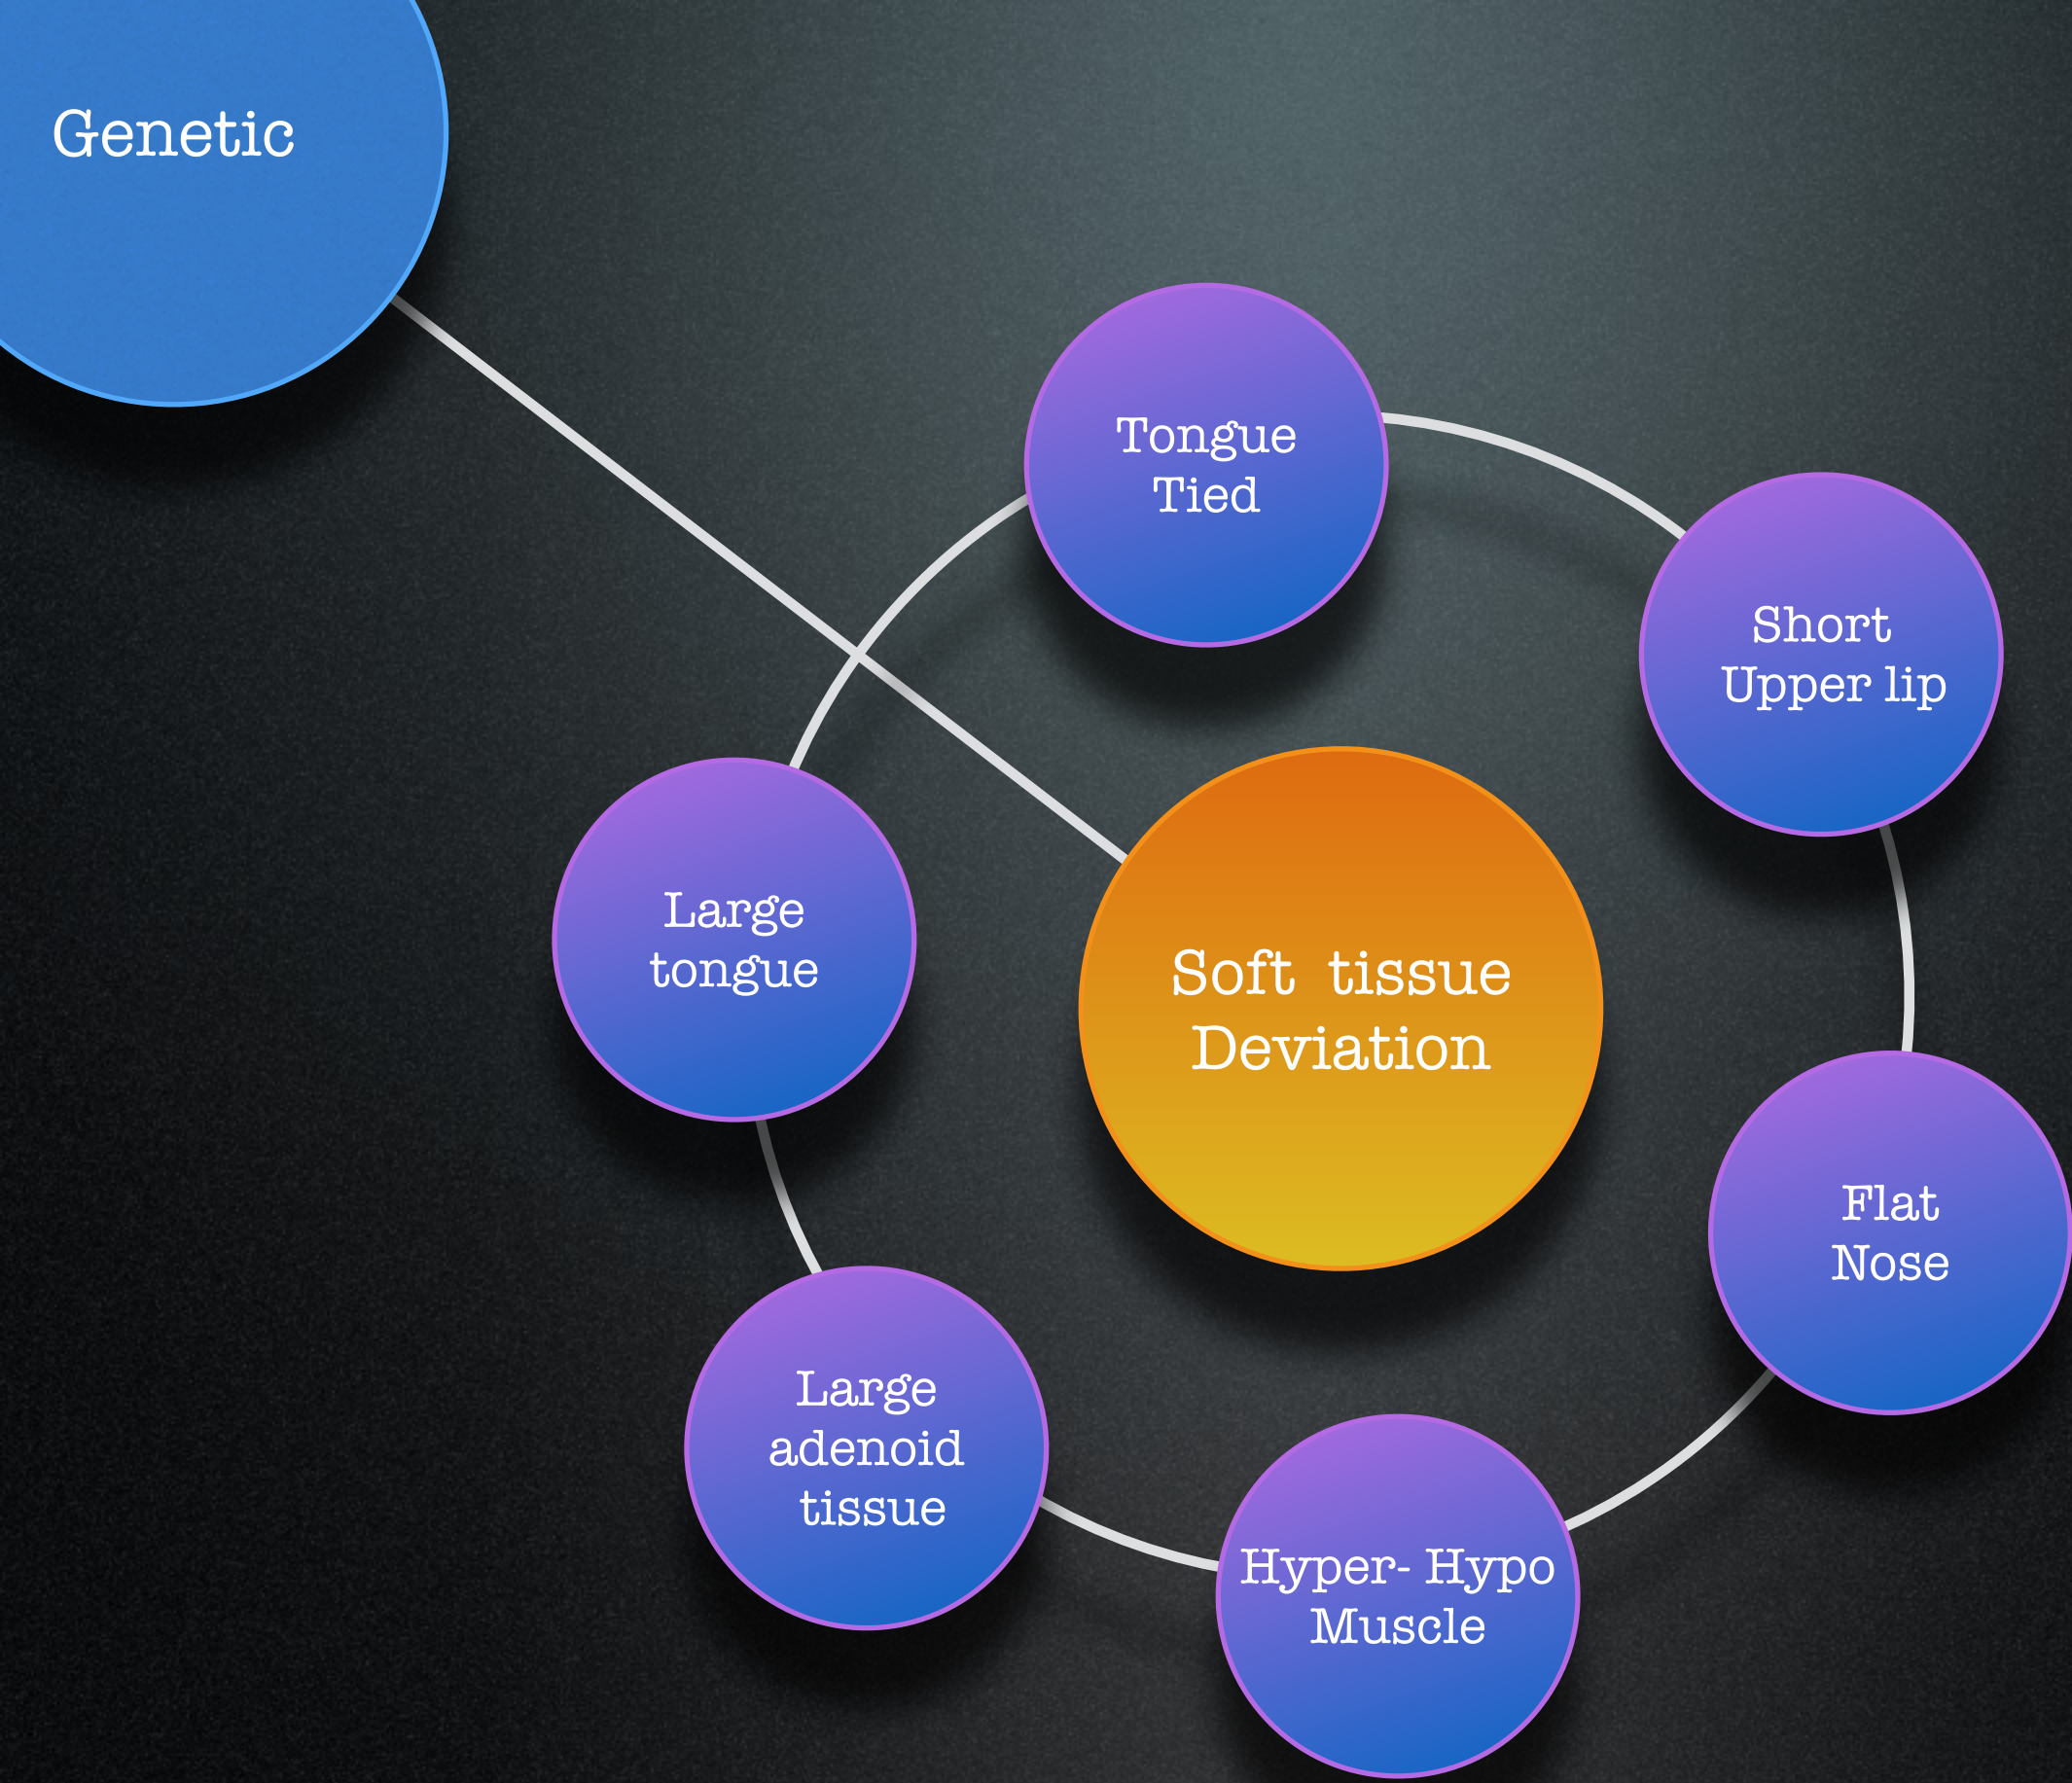 Genetic
Tongue
Tied
Short
Upper lip
Large
tongue
Soft tissue
Deviation
Flat
Nose
Large
adenoid
tissue
Hyper- Hypo
Muscle